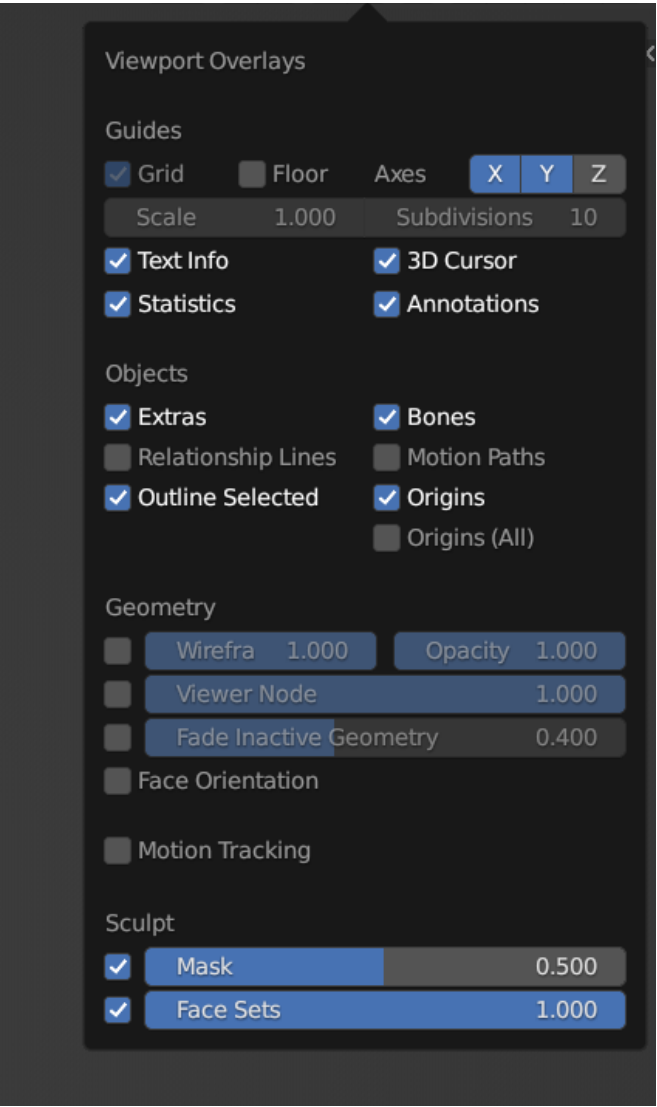 Viewport Overlays
Guides
Grid Floor Axes X Y Z
Scale 1.000 Subdivisions 10
Text Info 3D Cursor
Statistics Annotations
Objects
Extras Bones
Relationship Lines Motion Paths
Outline Selected Origins
Origins (All)
Geometry
Wirefra 1.000 Opacity 1.000
Viewer Node 1.000
Fade Inactive Geometry 0.400
Face Orientation
Motion Tracking
Sculpt
Mask 0.500
Face Sets 1.000